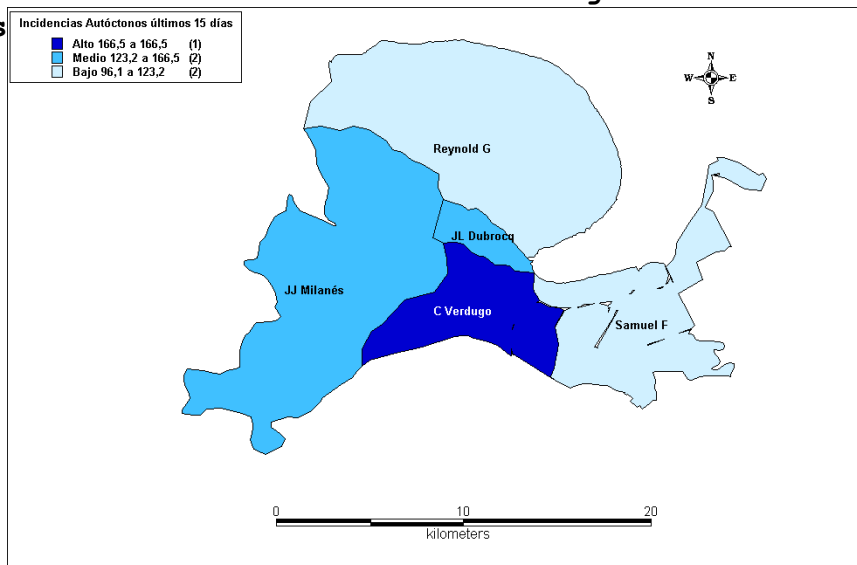 s
Incidencias Autóctonos últimos 15 días
Alto 166,5 a 166,5 (1)
Medio 123,2 a 166,5 (2)
Bajo 96,1 a 123,2 (2)
N
W E
S
Reynold G
JL Dubrocq
JJ Milanés
C Verdugo
Samuel F
0 10 20
kilometers